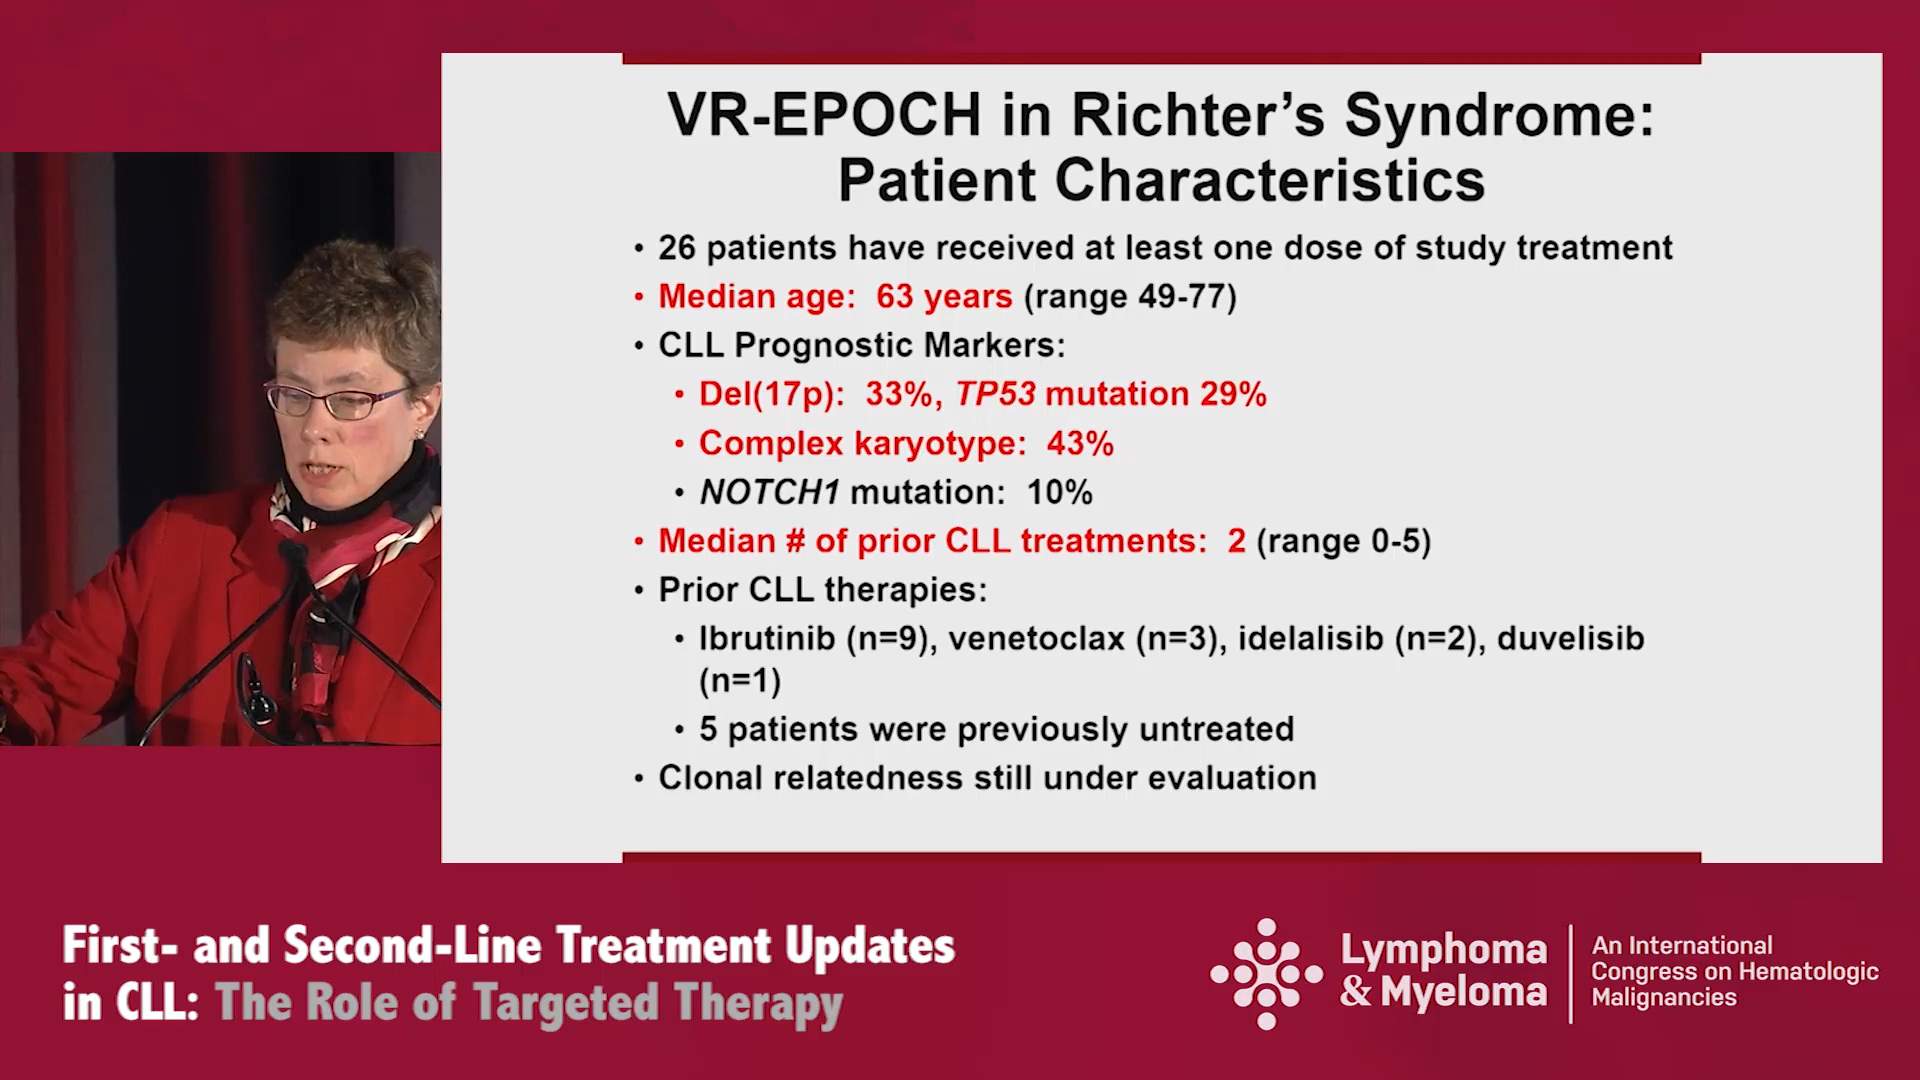 VR-EPOCH in Richter’s Syndrome:
Patient Characteristics
• 26 patients have received at least one dose of study treatment
• Median age: 63 years (range 49-77)
• CLL Prognostic Markers:
• Del(17p): 33%, TP53 mutation 29%
• Complex karyotype: 43%
• NOTCH1 mutation: 10%
• Median # of prior CLL treatments: 2 (range 0-5)
• Prior CLL therapies:
• Ibrutinib (n=9), venetoclax (n=3), idelalisib (n=2), duvelisib
(n=1)
• 5 patients were previously untreated
• Clonal relatedness still under evaluation
First- and Second-Line Treatment Updates
in CLL: The Role of Targeted Therapy
Lymphoma
& Myeloma
An International
Congress on Hematologic
Malignancies